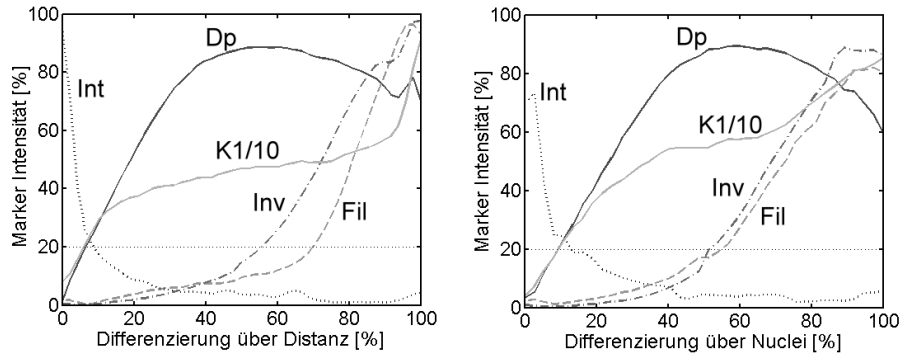 100
80
60
40
20
0
Marker Intensität [%]
Int
Dp
K1/10
Inv
Fil
0 20 40 60 80 100
Differenzierung über Distanz [%]
100
80
60
40
20
0
Marker Intensität [%]
Int
Dp
K1/10
Inv
Fil
0 20 40 60 80 100
Differenzierung über Nuclei [%]